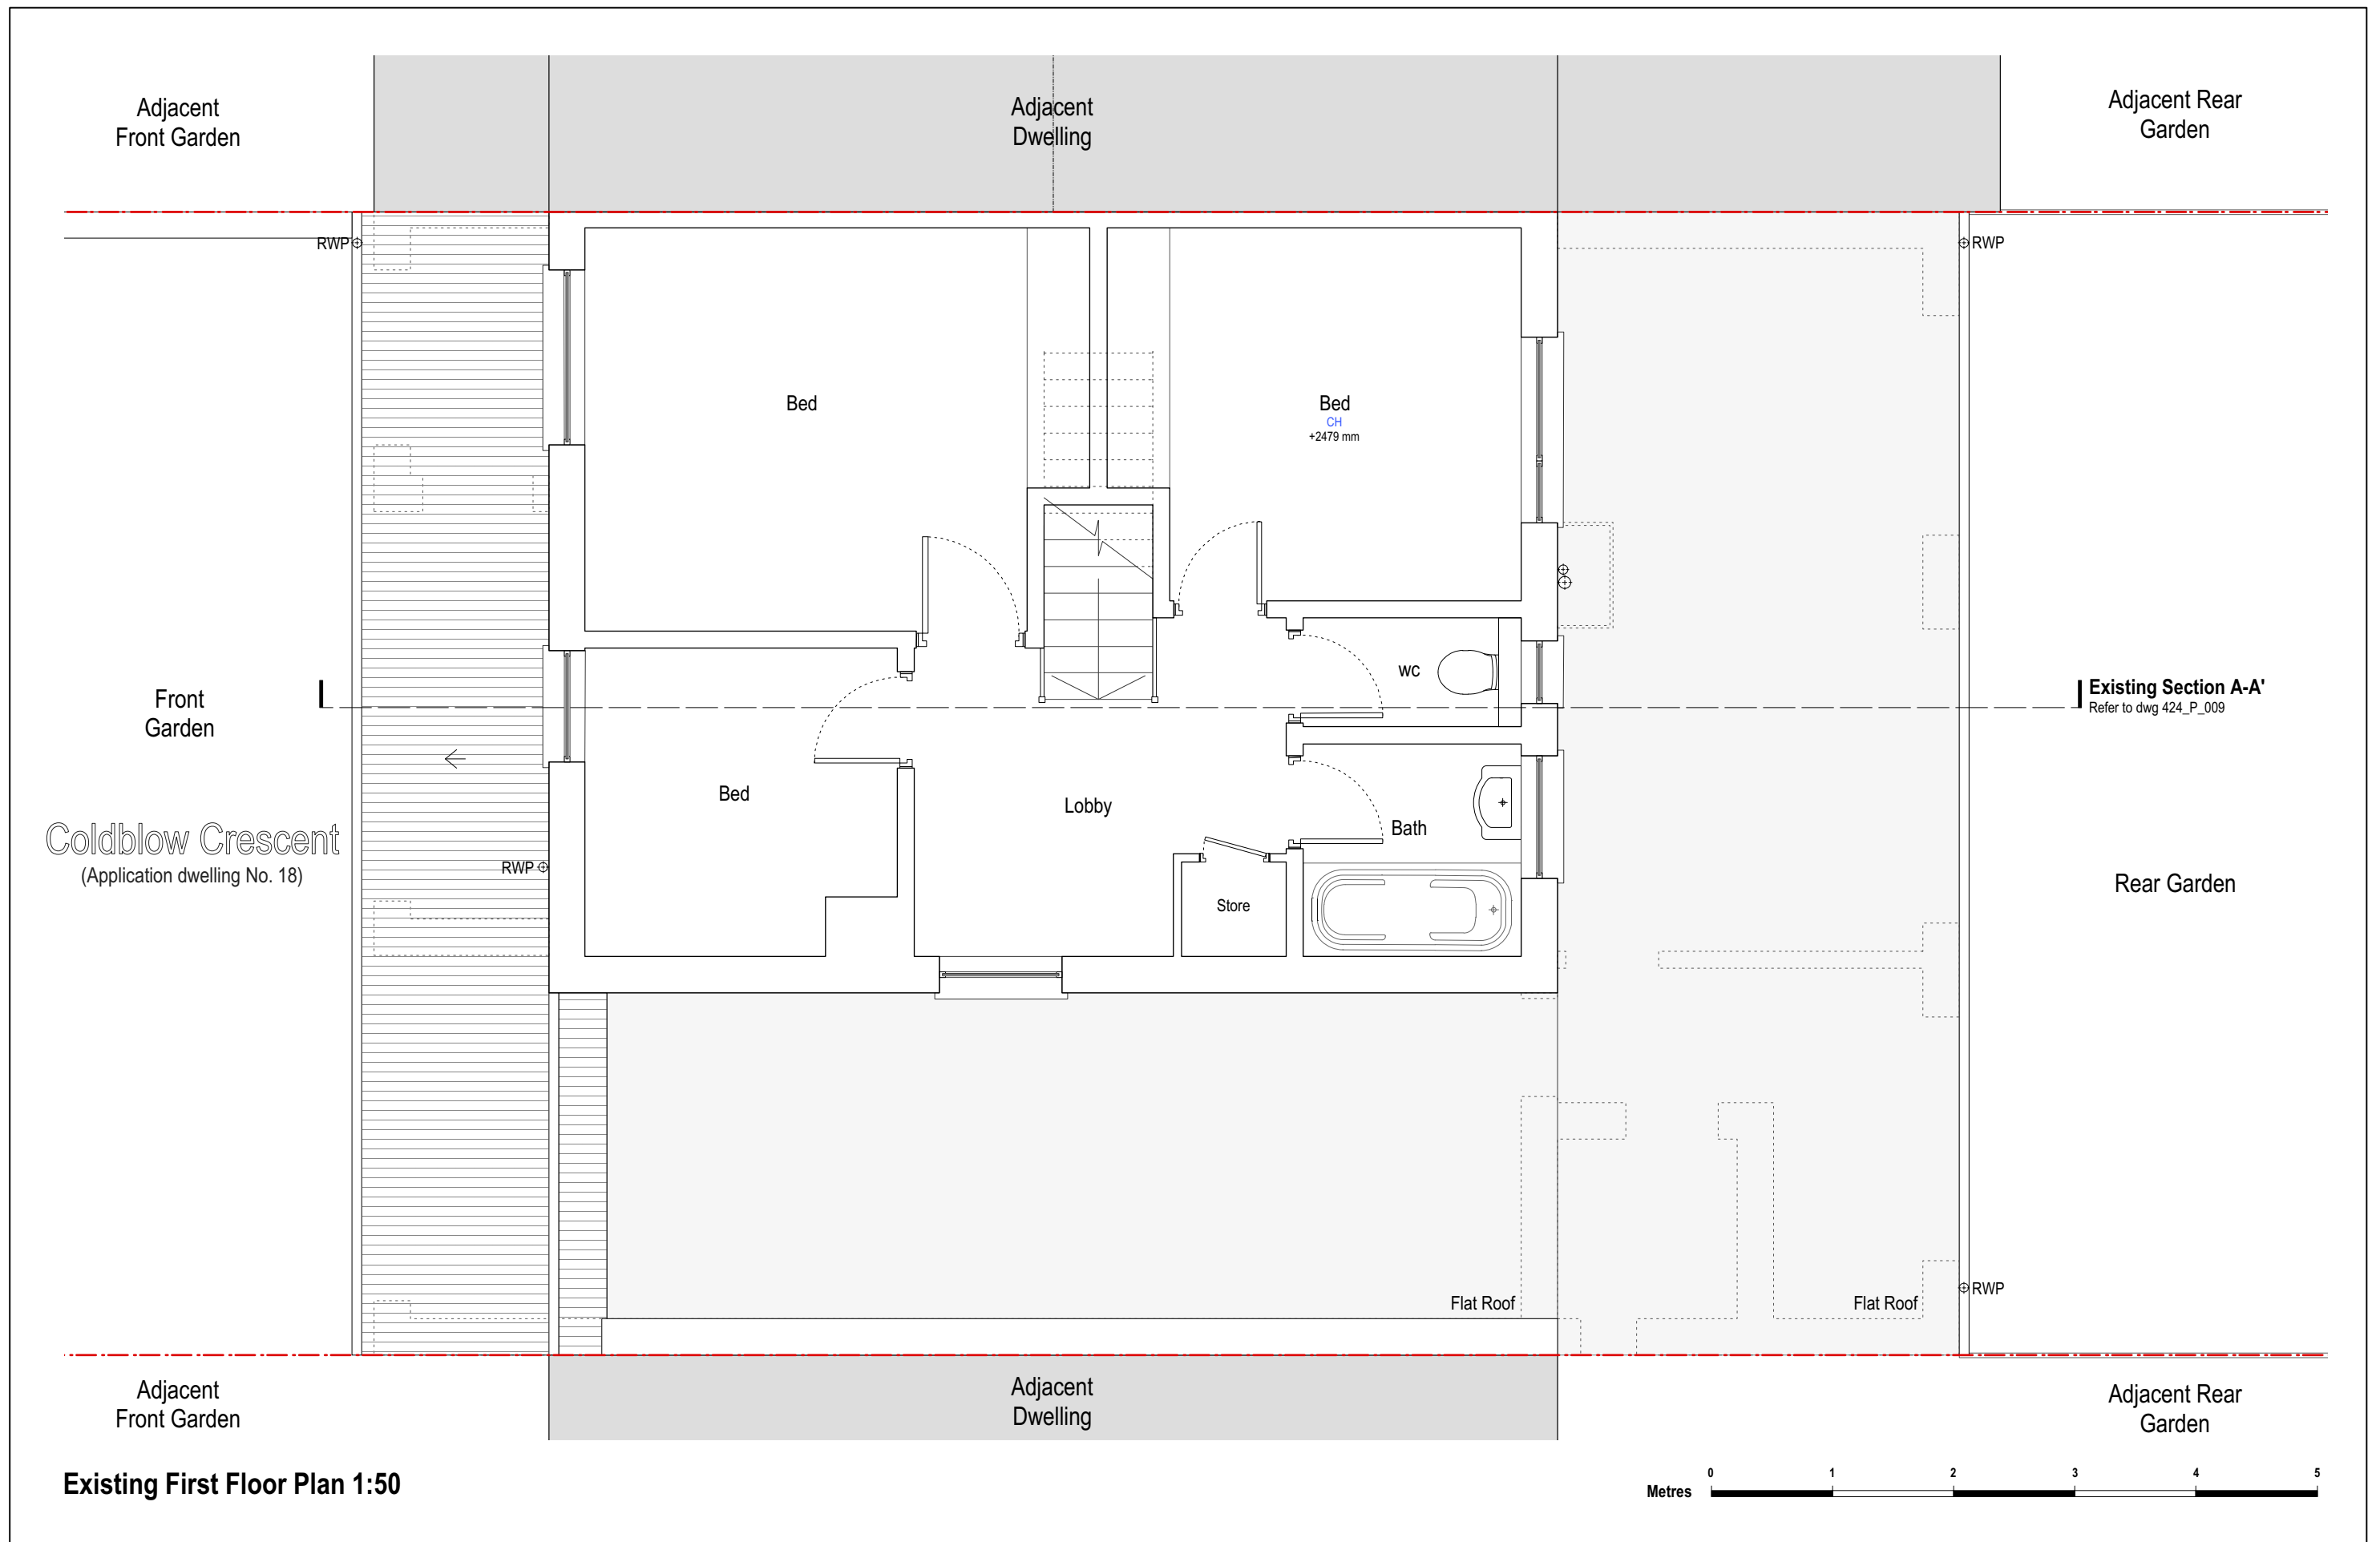 Adjacent
Front Garden
Adjacent
Dwelling
Adjacent Rear
Garden
RWP
RWP
Bed
Bed
CH
+2479 mm
Front
Garden
WC
Existing Section A-A'
Refer to dwg 424_P_009
Bed
Lobby
Bath
Coldblow Crescent
(Application dwelling No. 18)
RWP
Store
Rear Garden
RWP
Flat Roof
Flat Roof
Adjacent
Front Garden
Adjacent
Dwelling
Adjacent Rear
Garden
Existing First Floor Plan 1:50
Metres
0 1 2 3 4 5